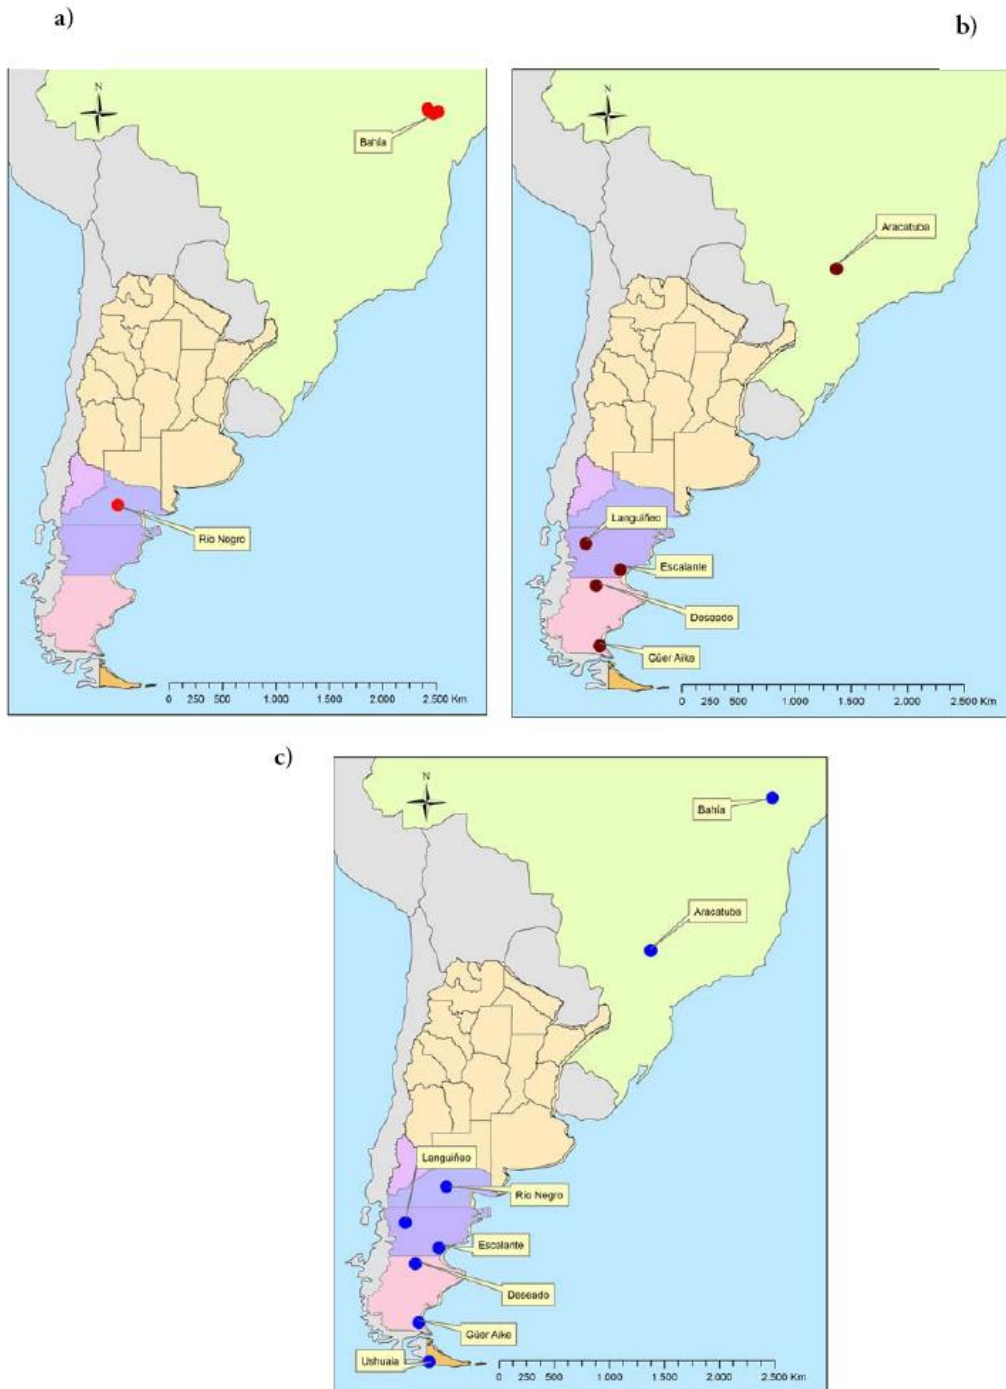 a)
b)
N
Bahía
Río Negro
0 250 500 1.000 1.500 2.000 2.500 Km
N
Aracatuba
Languiñeo
Escalante
Deseado
Güer Aike
0 250 500 1.000 1.500 2.000 2.500 Km
c)
N
Bahía
Aracatuba
Languiñeo
Río Negro
Escalante
Deseado
Güer Aike
Ushuaia
0 250 500 1.000 1.500 2.000 2.500 Km